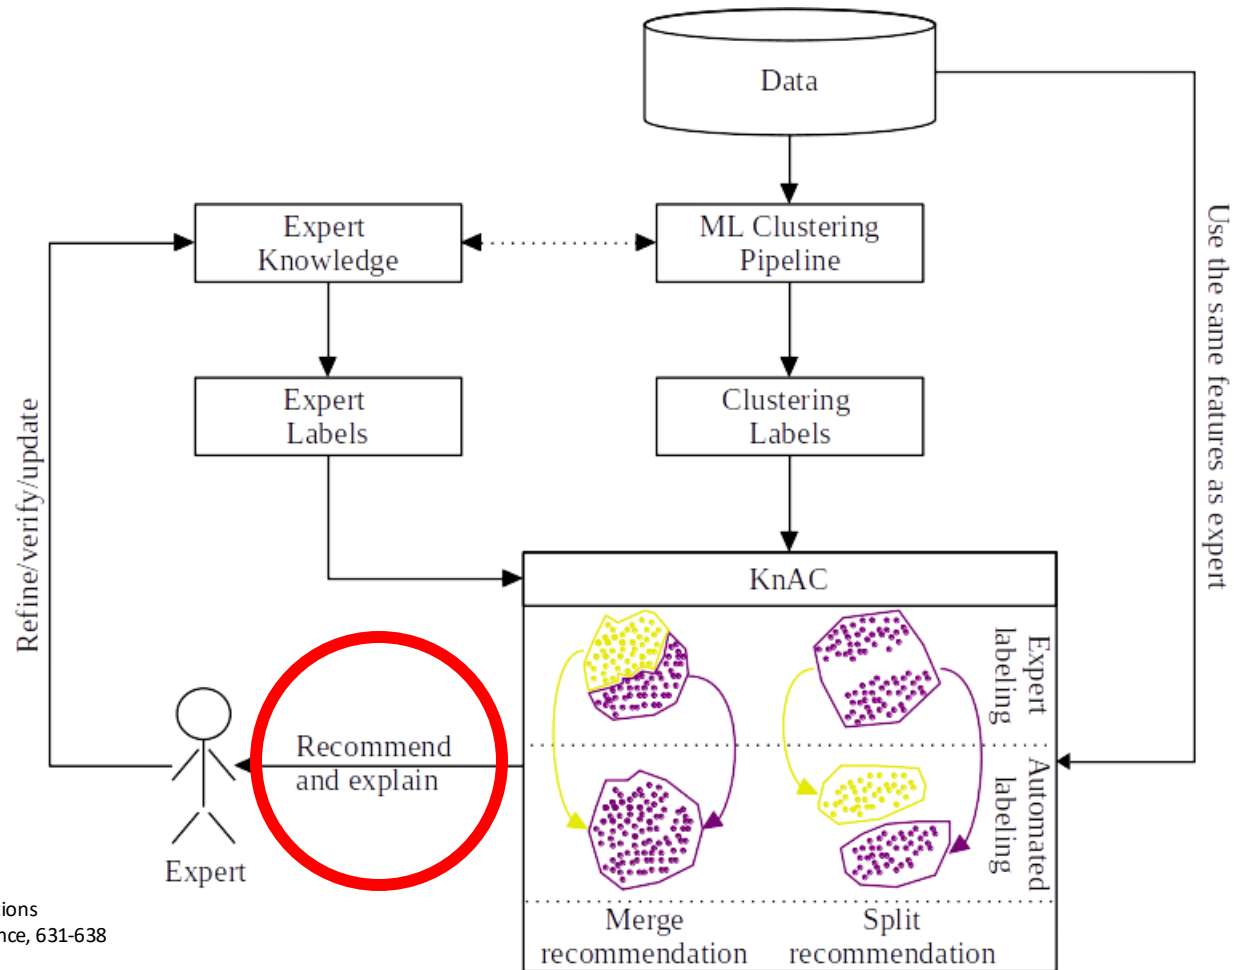 Data
Expert
Knowledge
ML Clustering
Pipeline
Use the same features as expert
Expert
Labels
Clustering
Labels
Refine/verify/update
KnAC
Expert
labeling
Recommend
and explain
Automated
labeling
Expert
Merge
recommendation
Split
recommendation
ions
nce, 631-638